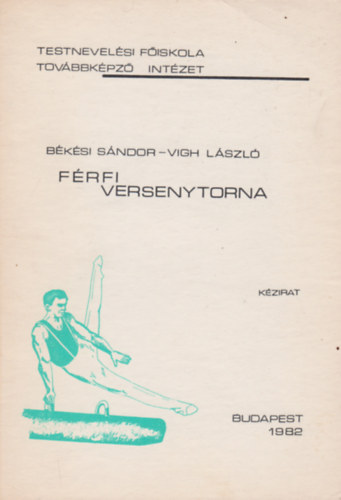 TESTNEVELÉSI FŐISKOLA
TOVÁBBKÉPZŐ INTÉZET
BÉKÉSI SÁNDOR-VIGH LÁSZLÓ
FÉRFI
VERSENYTORNA
KÉZIRAT
BUDAPEST
1982